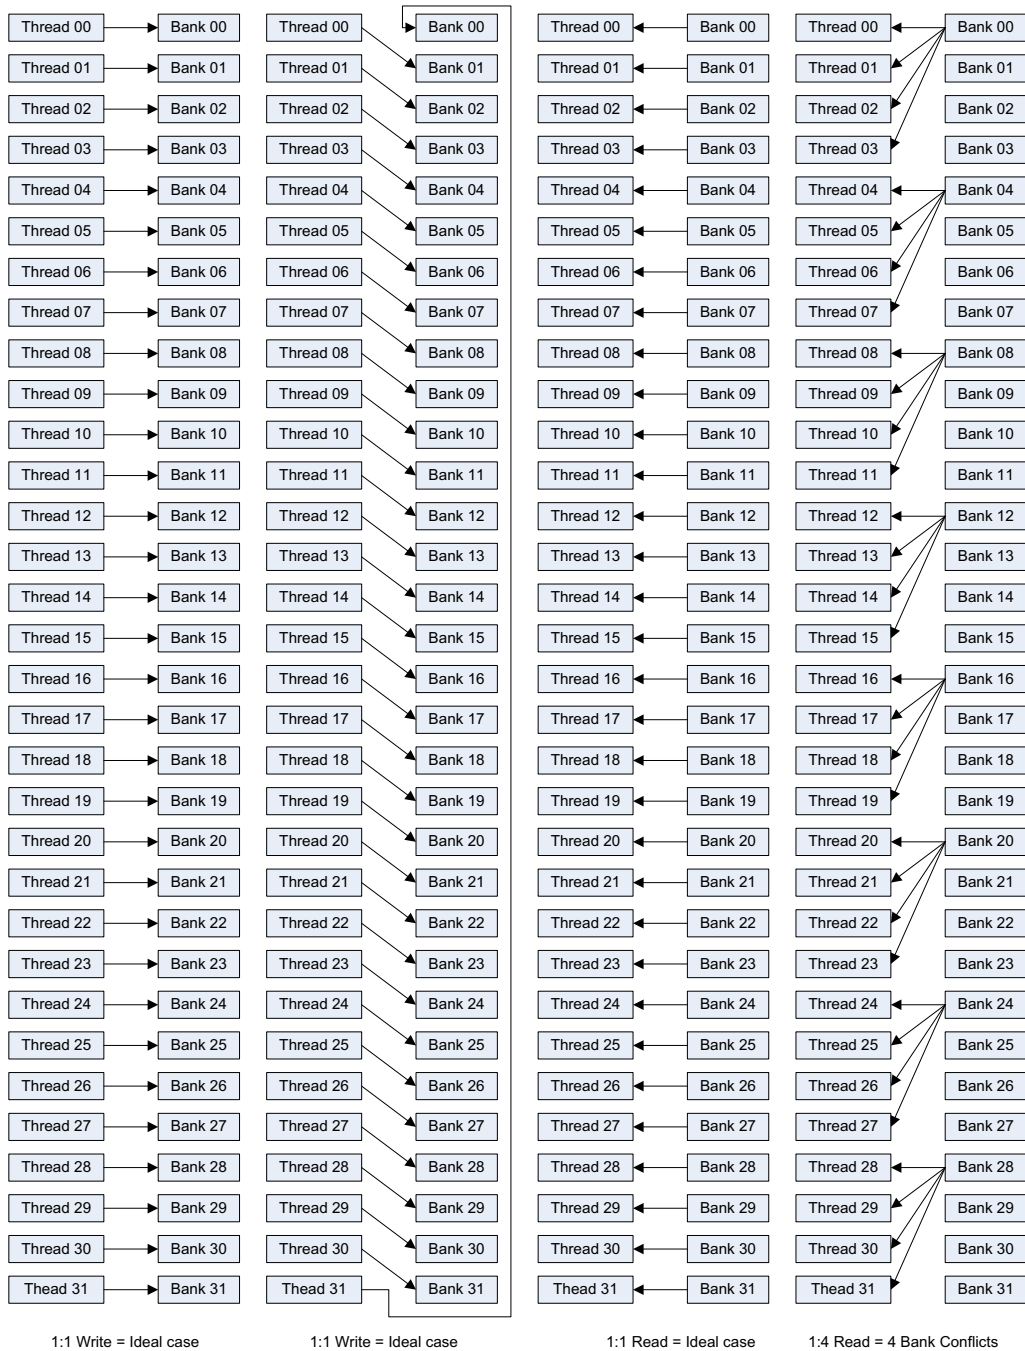 Thread 00 Bank 00 Thread 00 Bank 00 Thread 00 Bank 00 Thread 00 Bank 00
Thread 01 Bank 01 Thread 01 Bank 01 Thread 01 Bank 01 Thread 01 Bank 01
Thread 02 Bank 02 Thread 02 Bank 02 Thread 02 Bank 02 Thread 02 Bank 02
Thread 03 Bank 03 Thread 03 Bank 03 Thread 03 Bank 03 Thread 03 Bank 03
Thread 04 Bank 04 Thread 04 Bank 04 Thread 04 Bank 04 Thread 04 Bank 04
Thread 05 Bank 05 Thread 05 Bank 05 Thread 05 Bank 05 Thread 05 Bank 05
Thread 06 Bank 06 Thread 06 Bank 06 Thread 06 Bank 06 Thread 06 Bank 06
Thread 07 Bank 07 Thread 07 Bank 07 Thread 07 Bank 07 Thread 07 Bank 07
Thread 08 Bank 08 Thread 08 Bank 08 Thread 08 Bank 08 Thread 08 Bank 08
Thread 09 Bank 09 Thread 09 Bank 09 Thread 09 Bank 09 Thread 09 Bank 09
Thread 10 Bank 10 Thread 10 Bank 10 Thread 10 Bank 10 Thread 10 Bank 10
Thread 11 Bank 11 Thread 11 Bank 11 Thread 11 Bank 11 Thread 11 Bank 11
Thread 12 Bank 12 Thread 12 Bank 12 Thread 12 Bank 12 Thread 12 Bank 12
Thread 13 Bank 13 Thread 13 Bank 13 Thread 13 Bank 13 Thread 13 Bank 13
Thread 14 Bank 14 Thread 14 Bank 14 Thread 14 Bank 14 Thread 14 Bank 14
Thread 15 Bank 15 Thread 15 Bank 15 Thread 15 Bank 15 Thread 15 Bank 15
Thread 16 Bank 16 Thread 16 Bank 16 Thread 16 Bank 16 Thread 16 Bank 16
Thread 17 Bank 17 Thread 17 Bank 17 Thread 17 Bank 17 Thread 17 Bank 17
Thread 18 Bank 18 Thread 18 Bank 18 Thread 18 Bank 18 Thread 18 Bank 18
Thread 19 Bank 19 Thread 19 Bank 19 Thread 19 Bank 19 Thread 19 Bank 19
Thread 20 Bank 20 Thread 20 Bank 20 Thread 20 Bank 20 Thread 20 Bank 20
Thread 21 Bank 21 Thread 21 Bank 21 Thread 21 Bank 21 Thread 21 Bank 21
Thread 22 Bank 22 Thread 22 Bank 22 Thread 22 Bank 22 Thread 22 Bank 22
Thread 23 Bank 23 Thread 23 Bank 23 Thread 23 Bank 23 Thread 23 Bank 23
Thread 24 Bank 24 Thread 24 Bank 24 Thread 24 Bank 24 Thread 24 Bank 24
Thread 25 Bank 25 Thread 25 Bank 25 Thread 25 Bank 25 Thread 25 Bank 25
Thread 26 Bank 26 Thread 26 Bank 26 Thread 26 Bank 26 Thread 26 Bank 26
Thread 27 Bank 27 Thread 27 Bank 27 Thread 27 Bank 27 Thread 27 Bank 27
Thread 28 Bank 28 Thread 28 Bank 28 Thread 28 Bank 28 Thread 28 Bank 28
Thread 29 Bank 29 Thread 29 Bank 29 Thread 29 Bank 29 Thread 29 Bank 29
Thread 30 Bank 30 Thread 30 Bank 30 Thread 30 Bank 30 Thread 30 Bank 30
Thead 31 Bank 31 Thead 31 Bank 31 Thead 31 Bank 31 Thead 31 Bank 31
1:1 Write = Ideal case 1:1 Write = Ideal case 1:1 Read = Ideal case 1:4 Read = 4 Bank Conflicts